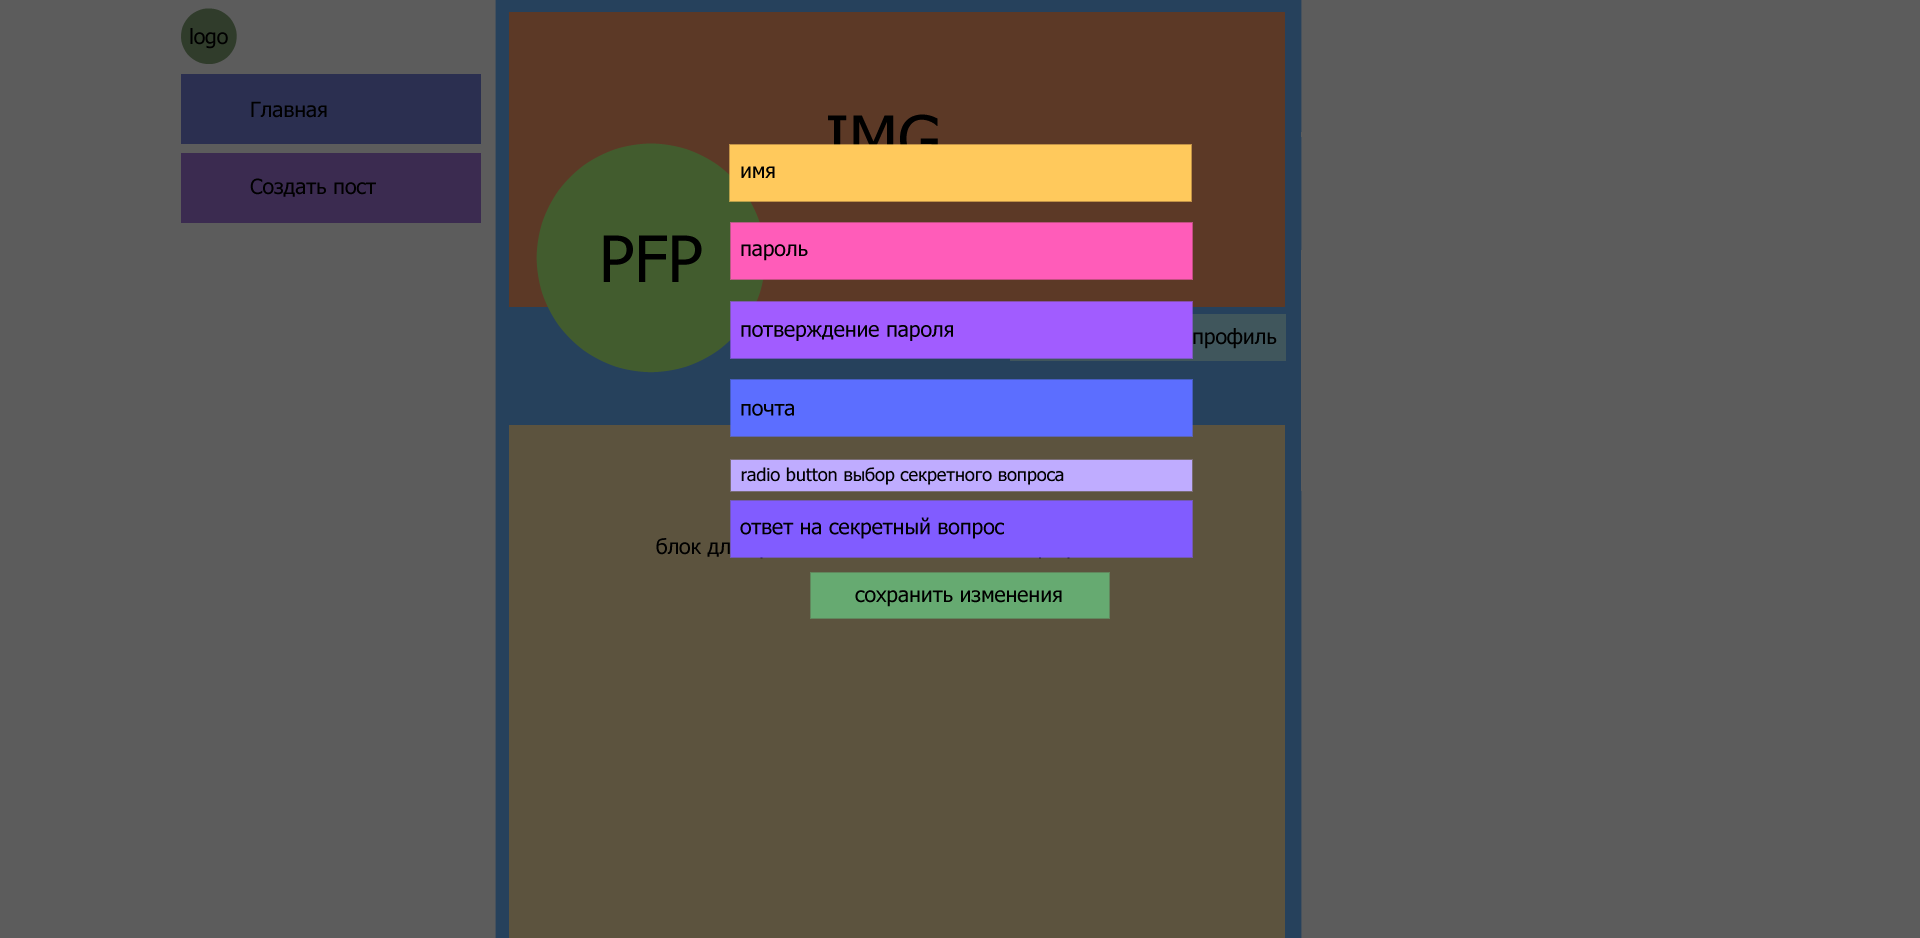 logo
Главная
Создать пост
IMG
PFP
имя
пароль
потверждение пароля
профиль
почта
radio button выбор секретного вопроса
ответ на секретный вопрос
блок
сохранить изменения